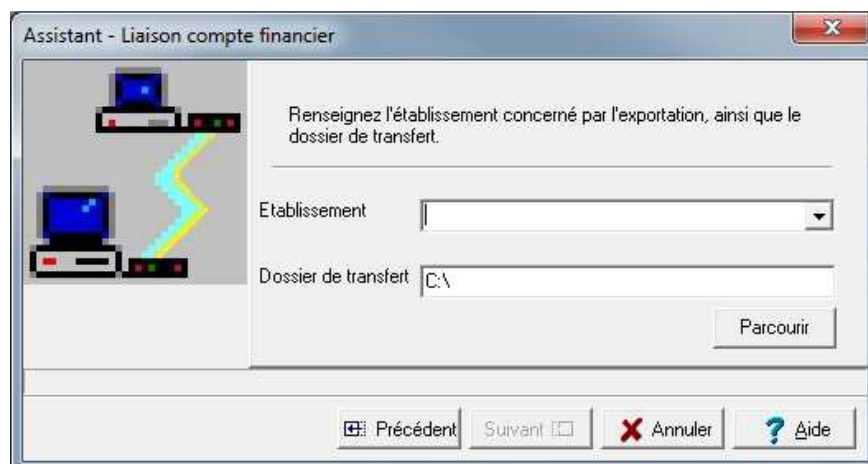 Assistant - Liaison compte financier
Renseignez l'établissement concerné par l'exportation, ainsi que le
dossier de transfert.
Etablissement
Dossier de transfert C:\
Parcourir
Précédent Suivant Annuler Aide